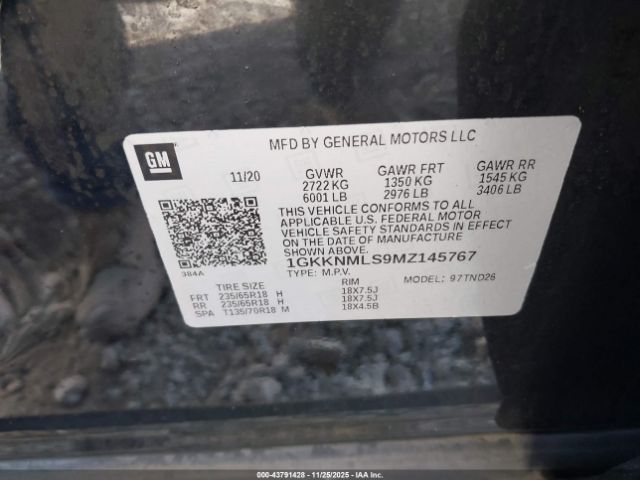 GM
MFD BY GENERAL MOTORS LLC
11/20 GVWR GAWR FRT GAWR RR
2722 KG 1350 KG 1545 KG
6001 LB 2976 LB 3406 LB
THIS VEHICLE CONFORMS TO ALL
APPLICABLE U.S. FEDERAL MOTOR
VEHICLE SAFETY STANDARDS IN EFFECT
ON THE DATE OF MANUFACTURE
SHOWN ABOVE.
1GKKNMLS9MZ145767
384A
TYPE: M.P.V. MODEL: 97TND26
TIRE SIZE RIM
FRT 235/65R18 H 18X7.5J
RR 235/65R18 H 18X7.5J
SPA T135/70R18 M 18X4.5B
000-43791428 - 11/25/2025 - IAAI.COM